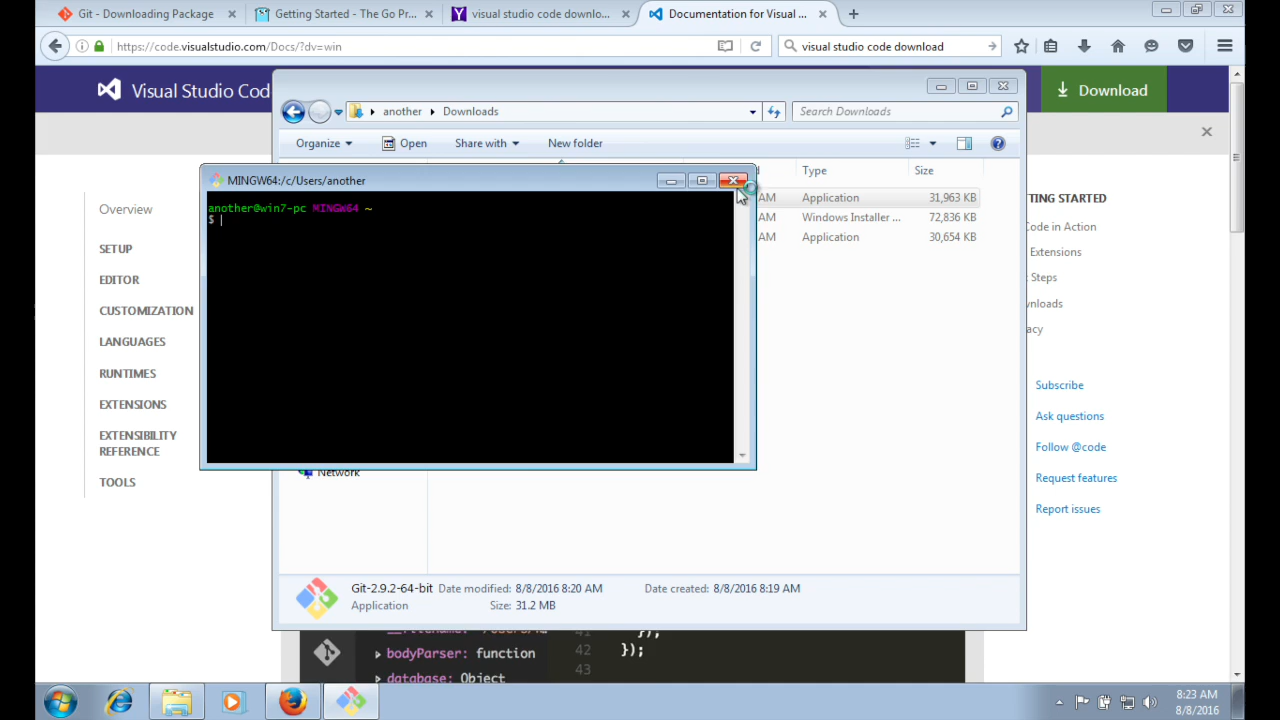 Git - Downloading Package
Getting Started - The Go Pr...
visual studio code downlo...
Documentation for Visual ...
https://code.visualstudio.com/Docs/?dv=win
visual studio code download
Visual Studio Cod
Download
another
Downloads
Search Downloads
Organize
Open
Share with
New folder
Type
Size
MINGW64:/c/Users/another
AM
Application
31,963 KB
AM
Windows Installer ...
72,836 KB
AM
Application
30,654 KB
another@win7-pc MINGW64 ~
$
Overview
SETUP
EDITOR
CUSTOMIZATION
LANGUAGES
RUNTIMES
EXTENSIONS
EXTENSIBILITY
REFERENCE
TOOLS
STARTED
Code in Action
Extensions
Steps
Subscribe
Ask questions
Follow @code
Request features
Report issues
Network
Git-2.9.2-64-bit
Date modified: 8/8/2016 8:20 AM
Date created: 8/8/2016 8:19 AM
Application
Size: 31.2 MB
bodyParser: function
database: Object
});
42
});
43
8:23 AM
8/8/2016